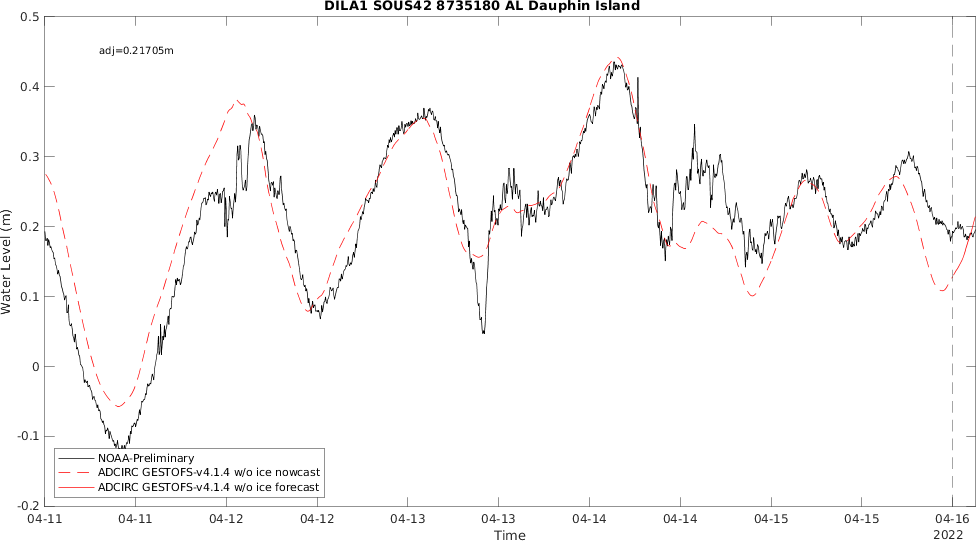 DILA1 SOUS42 8735180 AL Dauphin Island
adj=0.21705m
Water Level (m)
0.5
0.4
0.3
0.2
0.1
0
-0.1
-0.2
NOAA-Preliminary
ADCIRC GESTOFS-v4.1.4 w/o ice nowcast
ADCIRC GESTOFS-v4.1.4 w/o ice forecast
04-11 04-11 04-12 04-12 04-13 04-13 04-14 04-14 04-15 04-15 04-16
Time
2022